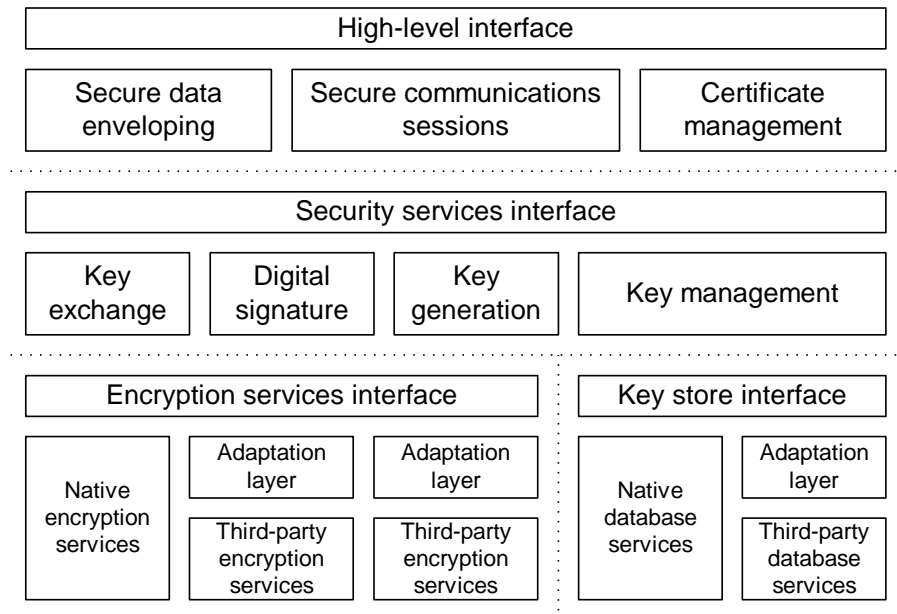 High-level interface
Secure data
enveloping
Secure communications
sessions
Certificate
management
Security services interface
Key
exchange
Digital
signature
Key
generation
Key management
Encryption services interface
Key store interface
Native
encryption
services
Adaptation
layer
Adaptation
layer
Third-party
encryption
services
Third-party
encryption
services
Native
database
services
Adaptation
layer
Third-party
database
services